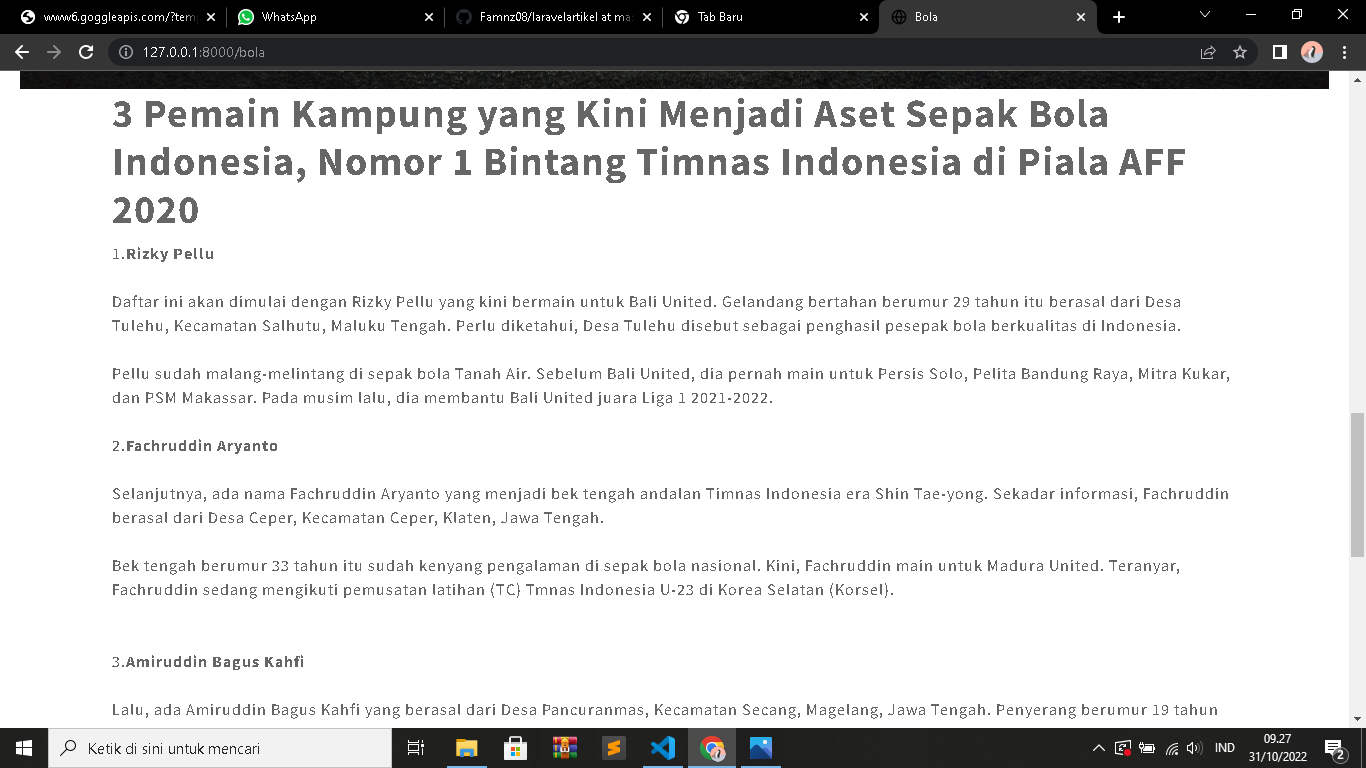 www6.goggleapis.com/?tem
WhatsApp
Famnz08/laravelartikel at ma
Tab Baru
Bola
127.0.0.1:8000/bola
3 Pemain Kampung yang Kini Menjadi Aset Sepak Bola
Indonesia, Nomor 1 Bintang Timnas Indonesia di Piala AFF
2020
1.Rizky Pellu
Daftar ini akan dimulai dengan Rizky Pellu yang kini bermain untuk Bali United. Gelandang bertahan berumur 29 tahun itu berasal dari Desa
Tulehu, Kecamatan Salhutu, Maluku Tengah. Perlu diketahui, Desa Tulehu disebut sebagai penghasil pesepak bola berkualitas di Indonesia.
Pellu sudah malang-melintang di sepak bola Tanah Air. Sebelum Bali United, dia pernah main untuk Persis Solo, Pelita Bandung Raya, Mitra Kukar,
dan PSM Makassar. Pada musim lalu, dia membantu Bali United juara Liga 1 2021-2022.
2.Fachruddin Aryanto
Selanjutnya, ada nama Fachruddin Aryanto yang menjadi bek tengah andalan Timnas Indonesia era Shin Tae-yong. Sekadar informasi, Fachruddin
berasal dari Desa Ceper, Kecamatan Ceper, Klaten, Jawa Tengah.
Bek tengah berumur 33 tahun itu sudah kenyang pengalaman di sepak bola nasional. Kini, Fachruddin main untuk Madura United. Teranyar,
Fachruddin sedang mengikuti pemusatan latihan (TC) Tmnas Indonesia U-23 di Korea Selatan (Korsel).
3.Amiruddin Bagus Kahfi
Lalu, ada Amiruddin Bagus Kahfi yang berasal dari Desa Pancuranmas, Kecamatan Secang, Magelang, Jawa Tengah. Penyerang berumur 19 tahun
Ketik di sini untuk mencari
IND
09.27
31/10/2022
2